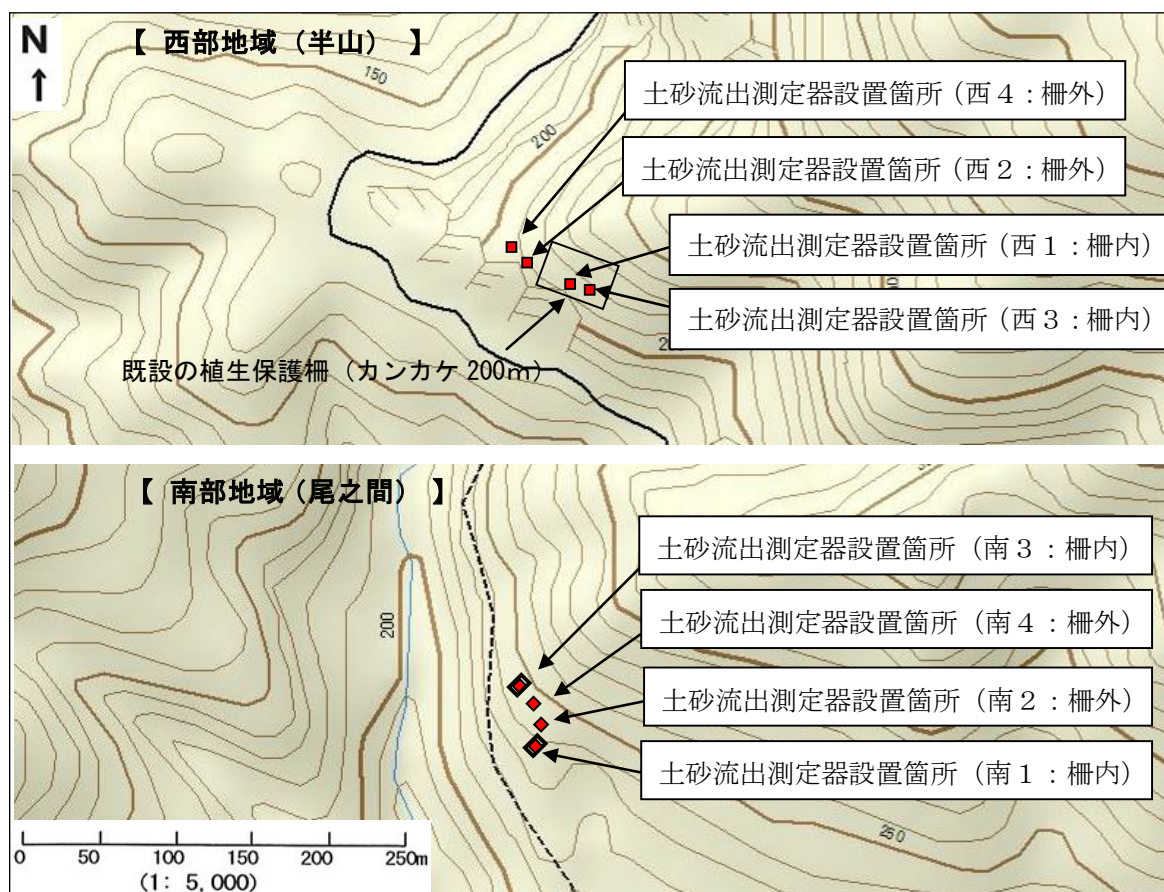 N
【 西部地域（半山） 】
150
200
土砂流出測定器設置箇所（西４：柵外）
土砂流出測定器設置箇所（西２：柵外）
土砂流出測定器設置箇所（西１：柵内）
土砂流出測定器設置箇所（西３：柵内）
既設の植生保護柵（カンカケ 200ｍ）
【 南部地域（尾之間） 】
200
土砂流出測定器設置箇所（南３：柵内）
土砂流出測定器設置箇所（南４：柵外）
土砂流出測定器設置箇所（南２：柵外）
土砂流出測定器設置箇所（南１：柵内）
250
0 50 100 150 200 250m
(1: 5,000)